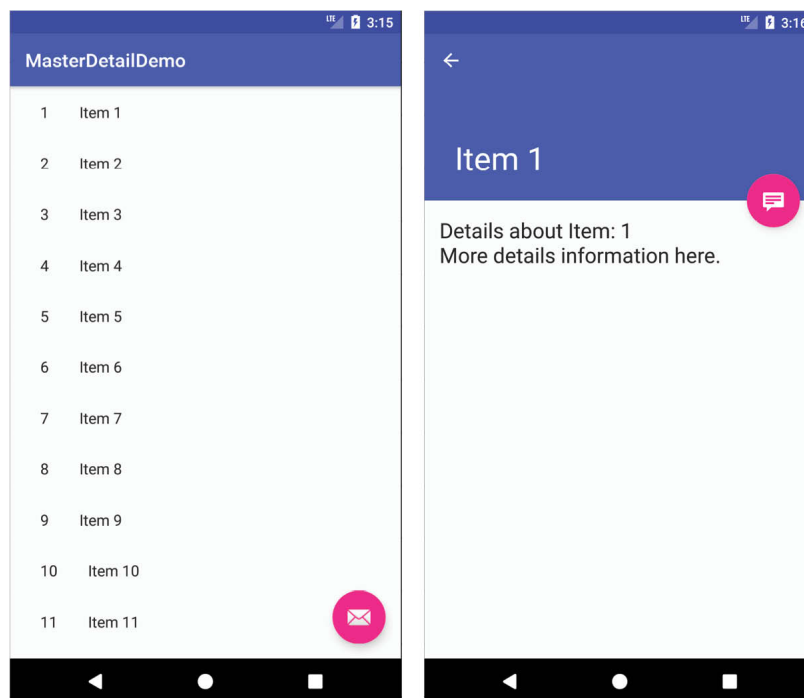 LTE 3:15
MasterDetailDemo
1 Item 1
2 Item 2
3 Item 3
4 Item 4
5 Item 5
6 Item 6
7 Item 7
8 Item 8
9 Item 9
10 Item 10
11 Item 11
LTE 3:16
Item 1
Details about Item: 1
More details information here.